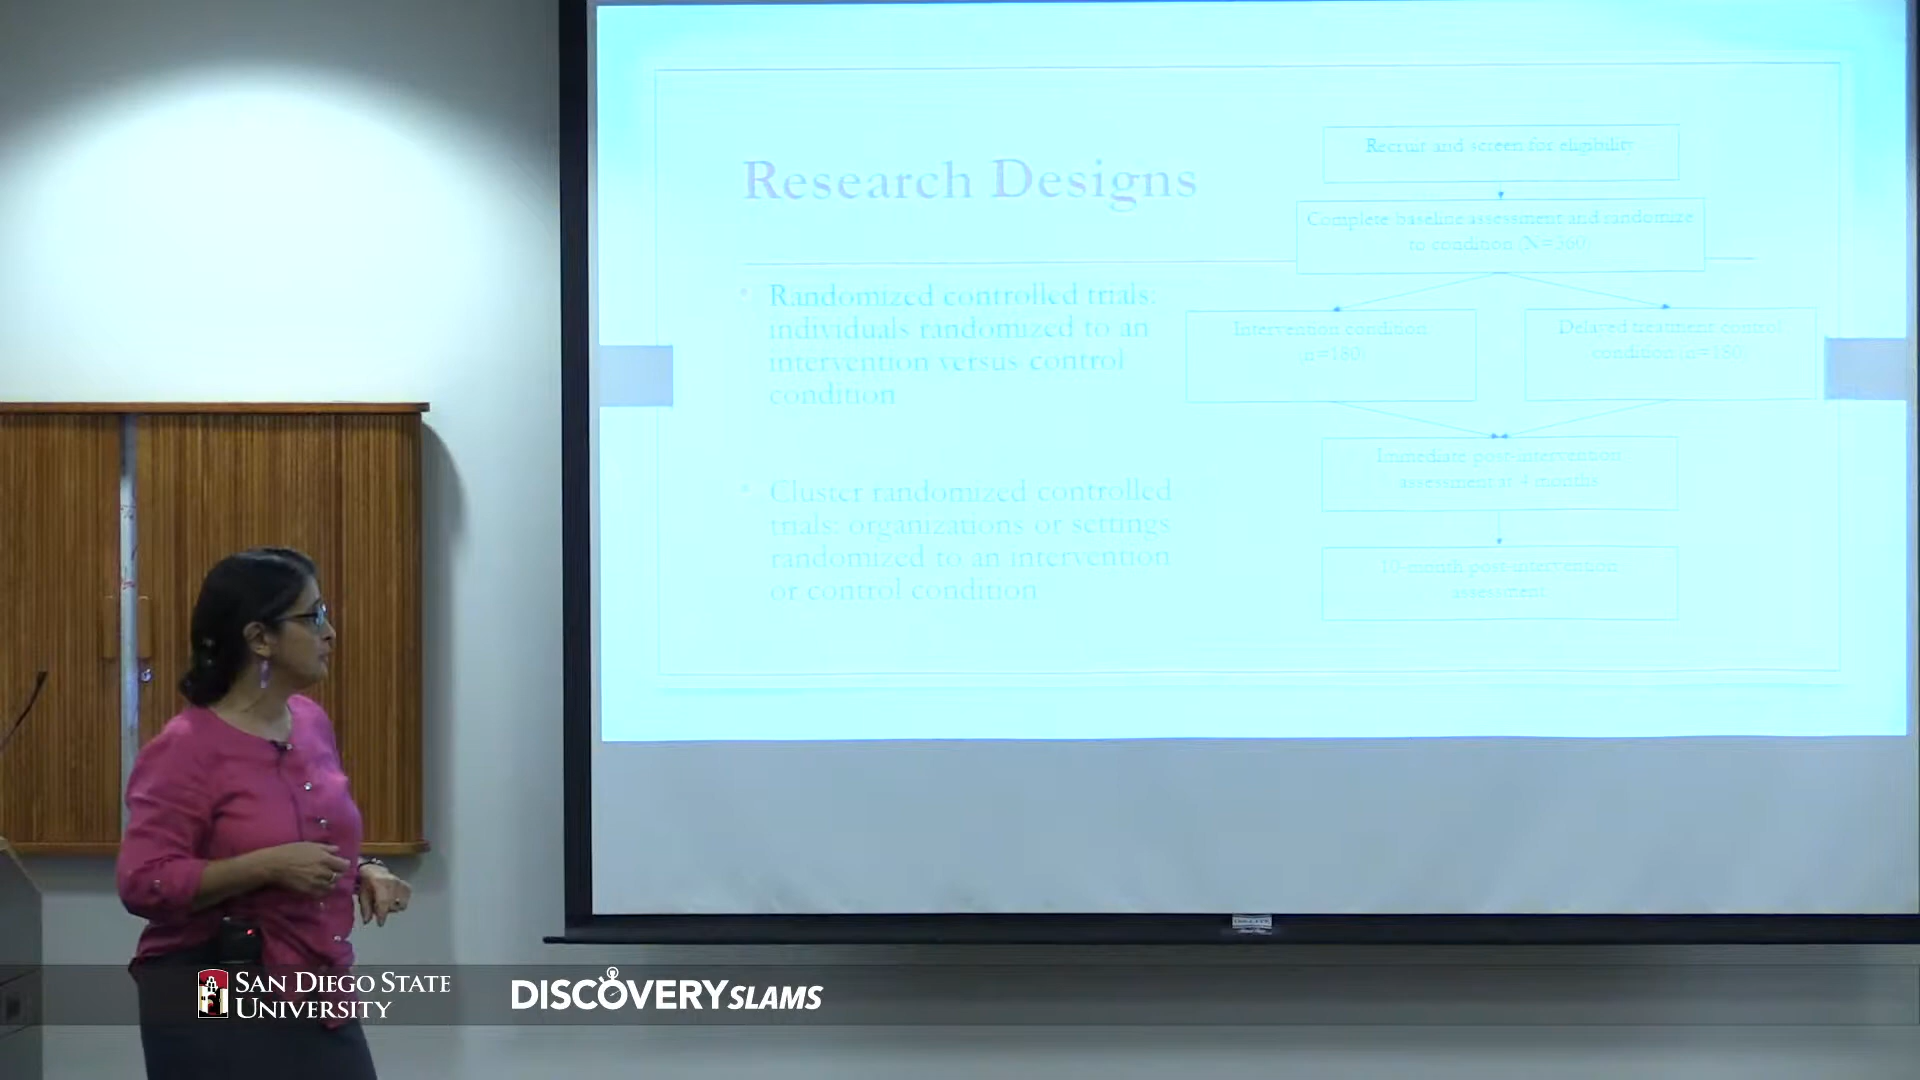 Research Designs
Randomized controlled trials:
individuals randomized to an
intervention versus control
condition
Cluster randomized controlled
trials: organizations or settings
randomized to an intervention
or control condition
Recruit and screen for eligibility
Complete baseline assessment and randomize
to condition (N=360)
Intervention condition
(n=180)
Delayed treatment control
condition (n=180)
Immediate post-intervention
assessment at 4 months
10-month post-intervention
assessment
SAN DIEGO STATE
UNIVERSITY
DISCOVERY SLAMS